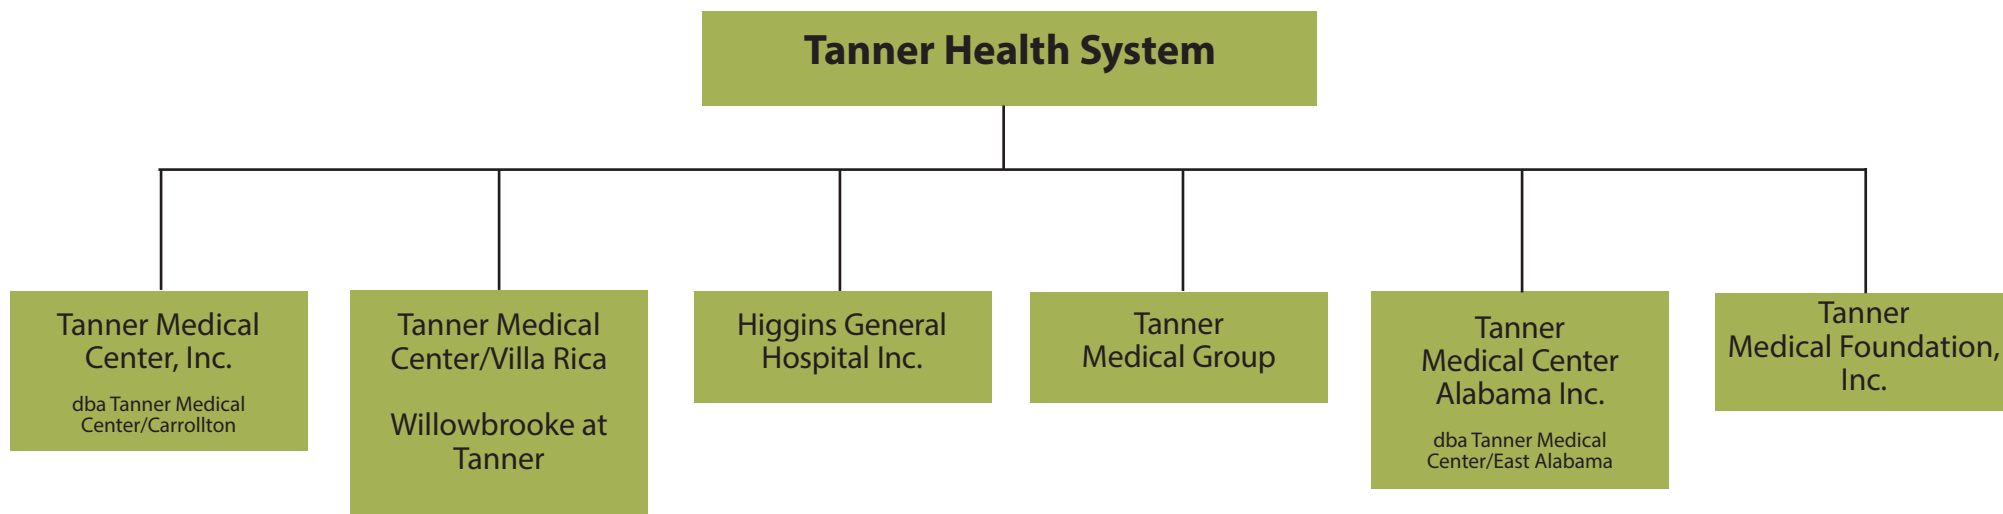 Tanner Health System
Tanner Medical
Center, Inc.
dba Tanner Medical
Center/Carrollton
Tanner Medical
Center/Villa Rica
Willowbrooke at
Tanner
Higgins General
Hospital Inc.
Tanner
Medical Group
Tanner
Medical Center
Alabama Inc.
dba Tanner Medical
Center/East Alabama
Tanner
Medical Foundation,
Inc.